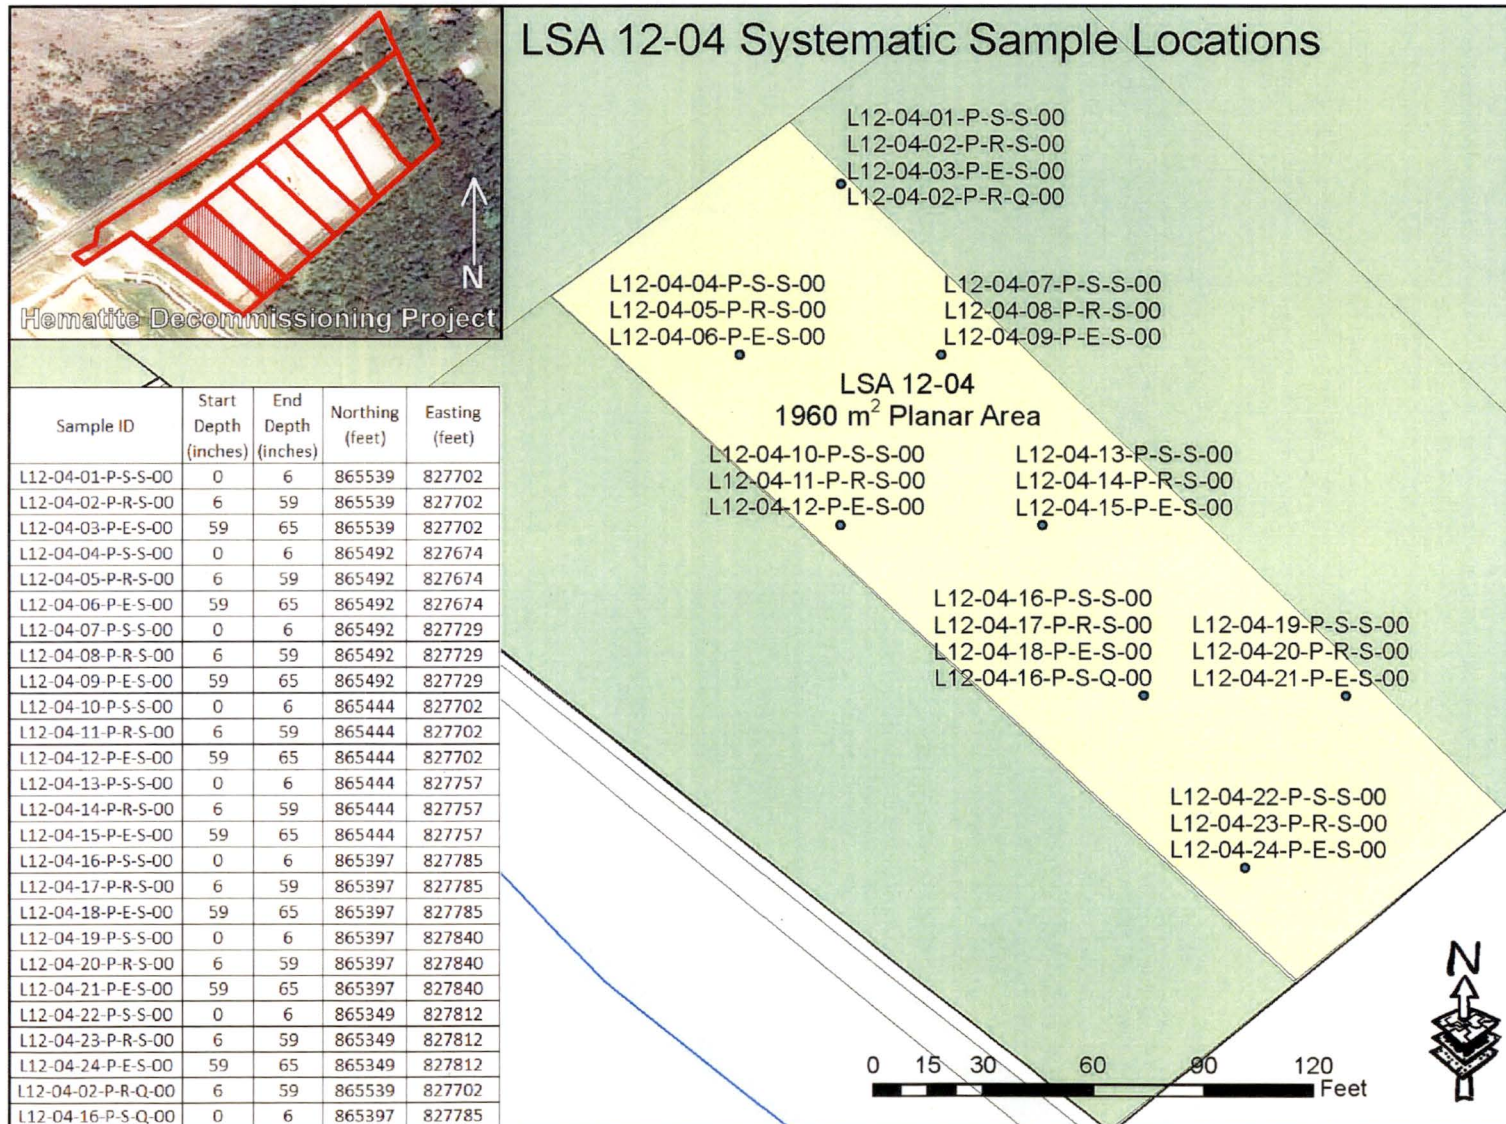 LSA 12-04 Systematic Sample Locations
N
Hematite Decommissioning Project
L12-04-01-P-S-S-00
L12-04-02-P-R-S-00
L12-04-03-P-E-S-00
L12-04-02-P-R-Q-00
L12-04-04-P-S-S-00
L12-04-05-P-R-S-00
L12-04-06-P-E-S-00
L12-04-07-P-S-S-00
L12-04-08-P-R-S-00
L12-04-09-P-E-S-00
LSA 12-04
1960 m² Planar Area
L12-04-10-P-S-S-00
L12-04-11-P-R-S-00
L12-04-12-P-E-S-00
L12-04-13-P-S-S-00
L12-04-14-P-R-S-00
L12-04-15-P-E-S-00
L12-04-16-P-S-S-00
L12-04-17-P-R-S-00
L12-04-18-P-E-S-00
L12-04-16-P-S-Q-00
L12-04-19-P-S-S-00
L12-04-20-P-R-S-00
L12-04-21-P-E-S-00
L12-04-22-P-S-S-00
L12-04-23-P-R-S-00
L12-04-24-P-E-S-00
Sample ID Start Depth (inches) End Depth (inches) Northing (feet) Easting (feet)
L12-04-01-P-S-S-00 0 6 865539 827702
L12-04-02-P-R-S-00 6 59 865539 827702
L12-04-03-P-E-S-00 59 65 865539 827702
L12-04-04-P-S-S-00 0 6 865492 827674
L12-04-05-P-R-S-00 6 59 865492 827674
L12-04-06-P-E-S-00 59 65 865492 827674
L12-04-07-P-S-S-00 0 6 865492 827729
L12-04-08-P-R-S-00 6 59 865492 827729
L12-04-09-P-E-S-00 59 65 865492 827729
L12-04-10-P-S-S-00 0 6 865444 827702
L12-04-11-P-R-S-00 6 59 865444 827702
L12-04-12-P-E-S-00 59 65 865444 827702
L12-04-13-P-S-S-00 0 6 865444 827757
L12-04-14-P-R-S-00 6 59 865444 827757
L12-04-15-P-E-S-00 59 65 865444 827757
L12-04-16-P-S-S-00 0 6 865397 827785
L12-04-17-P-R-S-00 6 59 865397 827785
L12-04-18-P-E-S-00 59 65 865397 827785
L12-04-19-P-S-S-00 0 6 865397 827840
L12-04-20-P-R-S-00 6 59 865397 827840
L12-04-21-P-E-S-00 59 65 865397 827840
L12-04-22-P-S-S-00 0 6 865349 827812
L12-04-23-P-R-S-00 6 59 865349 827812
L12-04-24-P-E-S-00 59 65 865349 827812
L12-04-02-P-R-Q-00 6 59 865539 827702
L12-04-16-P-S-Q-00 0 6 865397 827785
N
0 15 30 60 90 120
Feet